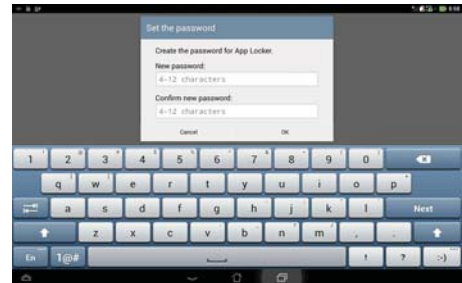 Set the password
Create the password for App Locker.
New password:
4-12 characters
Confirm new password:
4-12 characters
Cancel OK
1 2 3 4 5 6 7 8 9 0
q w e r t y u i o p
a s d f g h j k l Next
z x c v b n m , .
En 1@# ! ? :-)